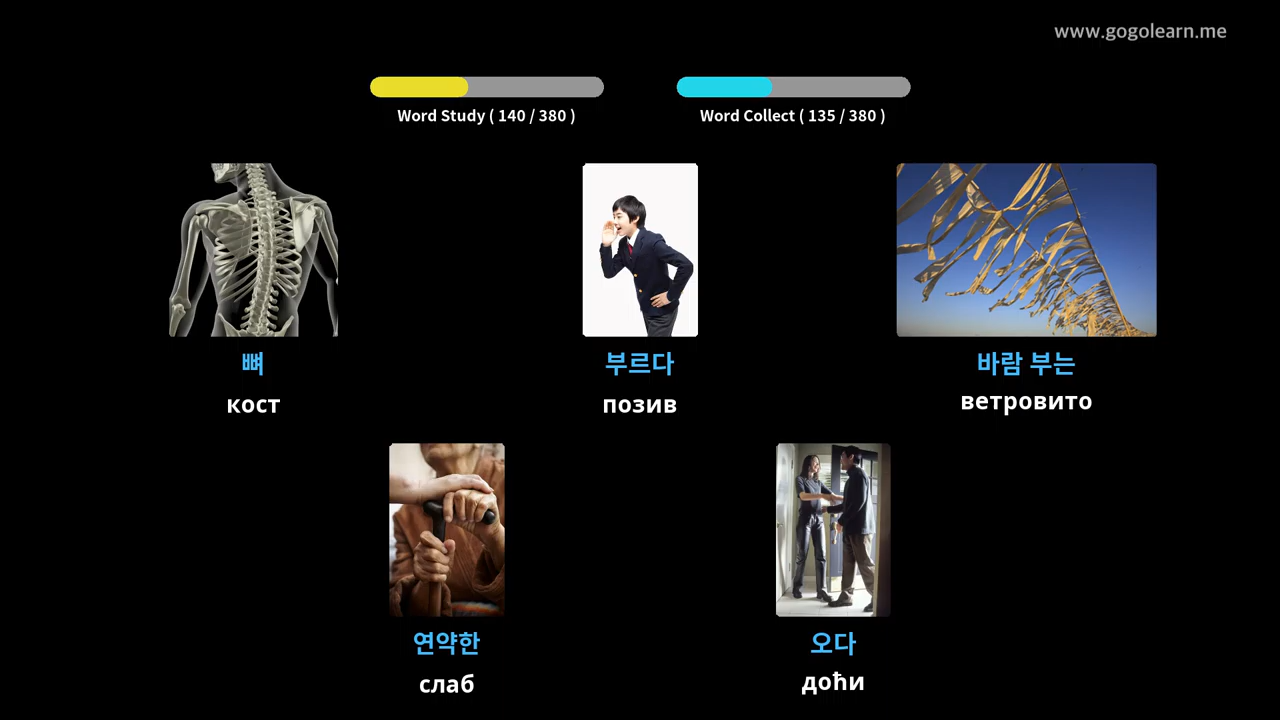 www.gogolearn.me
Word Study ( 140 / 380 )
Word Collect ( 135 / 380 )
뼈
кост
부르다
позив
바람 부는
ветровито
연약한
слаб
오다
доћи